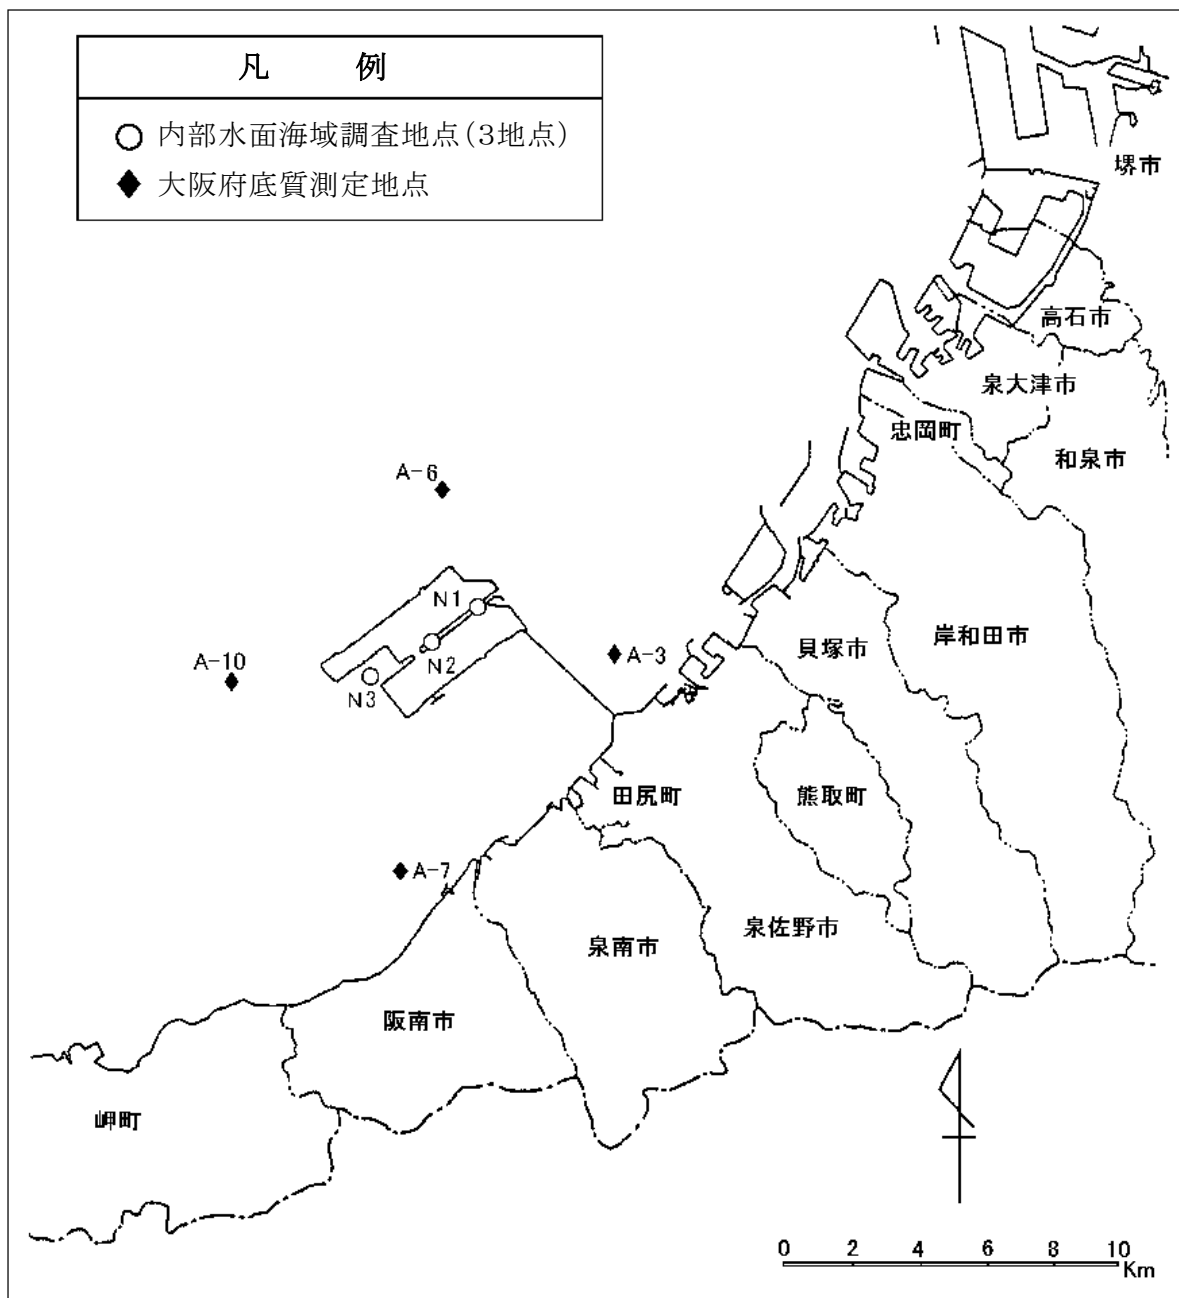 凡 例
内部水面海域調査地点(3地点)
大阪府底質測定地点
堺市
高石市
泉大津市
忠岡町
和泉市
A-6
N1
N2
N3
A-10
A-3
貝塚市
岸和田市
田尻町
熊取町
A-7
泉南市
泉佐野市
阪南市
岬町
0 2 4 6 8 10
Km